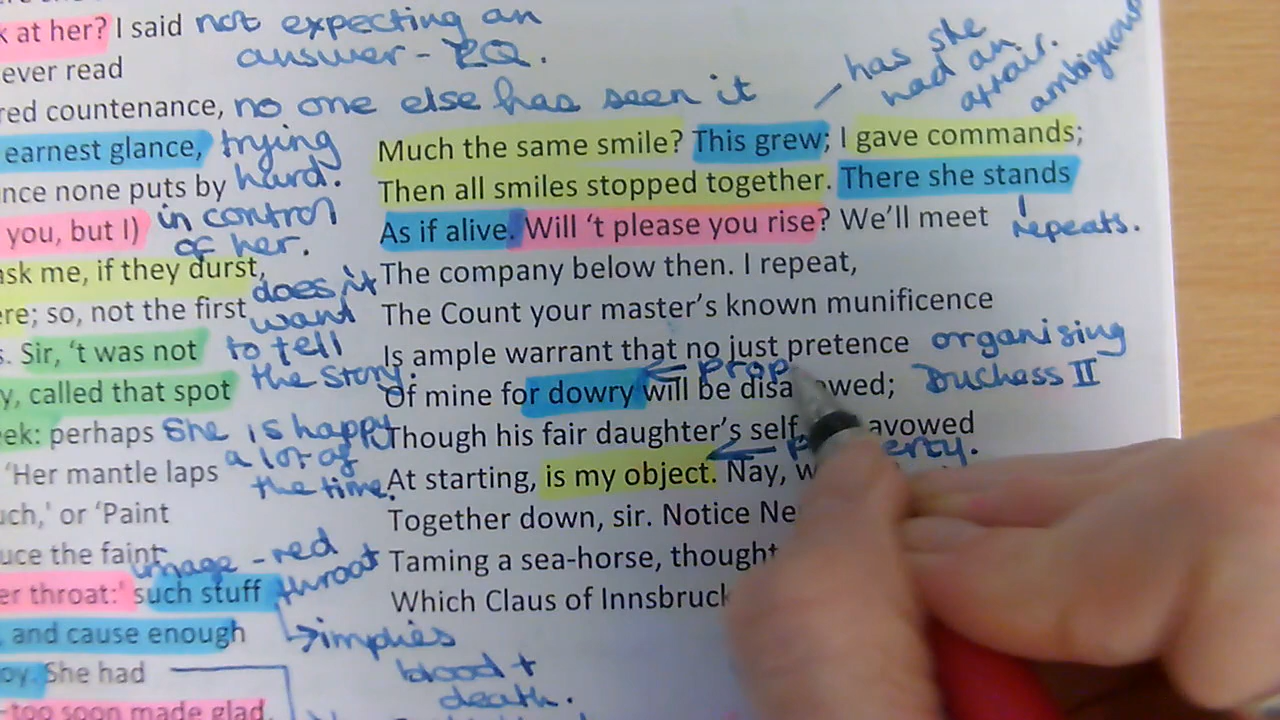 k at her? I said not expecting an
answer - RQ.
ever read
red countenance, no one else has seen it
earnest glance, trying
hard.
nce none puts by
you, but I) in control
of her.
ask me, if they durst,
ere; so, not the first
does it
want
to tell
the story.
s. Sir, 't was not
y, called that spot
ek: perhaps She is happy
a lot of
the time.
'Her mantle laps
uch,' or 'Paint
uce the faint
image - red
throat
er throat:' such stuff
and cause enough
implies
blood +
death.
oy. She had
too soon made glad,
has she
had an
affair.
ambiguous
Much the same smile? This grew; I gave commands;
Then all smiles stopped together. There she stands
As if alive. Will 't please you rise? We'll meet
repeats.
The company below then. I repeat,
The Count your master's known munificence
Is ample warrant that no just pretence organising
Duchess II
← prop
Of mine for dowry will be disa owed;
Though his fair daughter's self avowed
← p erty.
At starting, is my object. Nay, w
Together down, sir. Notice Ne
Taming a sea-horse, thought
Which Claus of Innsbruck